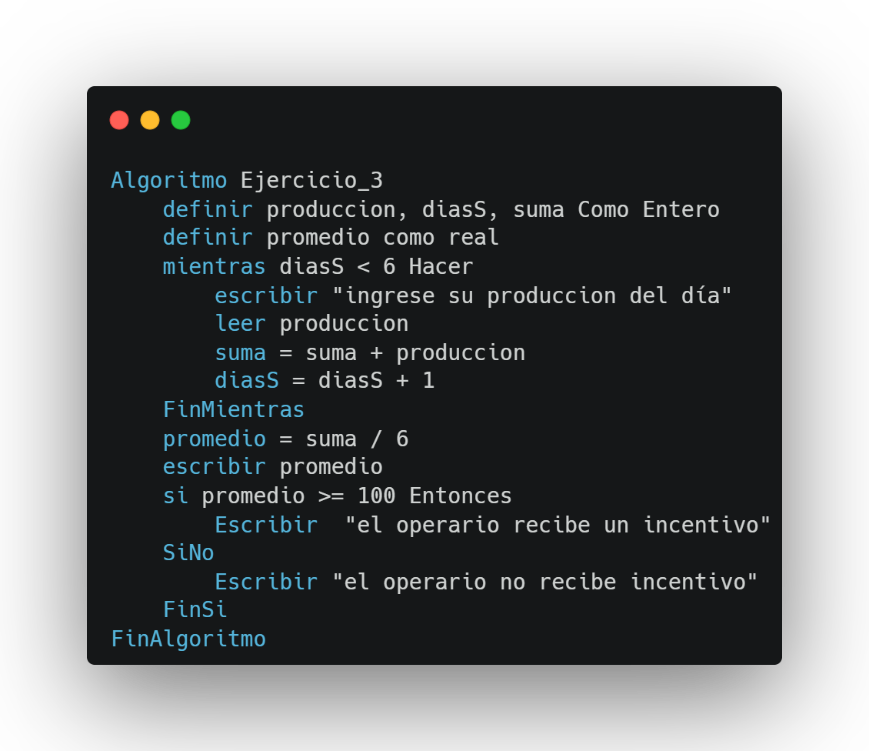 Algoritmo Ejercicio_3
    definir produccion, diasS, suma Como Entero
    definir promedio como real
    mientras diasS < 6 Hacer
        escribir "ingrese su produccion del día"
        leer produccion
        suma = suma + produccion
        diasS = diasS + 1
    FinMientras
    promedio = suma / 6
    escribir promedio
    si promedio >= 100 Entonces
        Escribir  "el operario recibe un incentivo"
    SiNo
        Escribir "el operario no recibe incentivo"
    FinSi
FinAlgoritmo